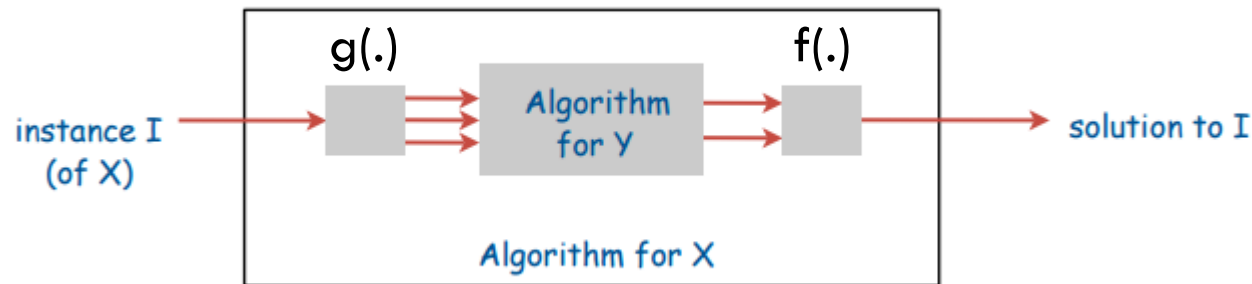 g(.)
f(.)
instance I
(of X)
Algorithm
for Y
solution to I
Algorithm for X